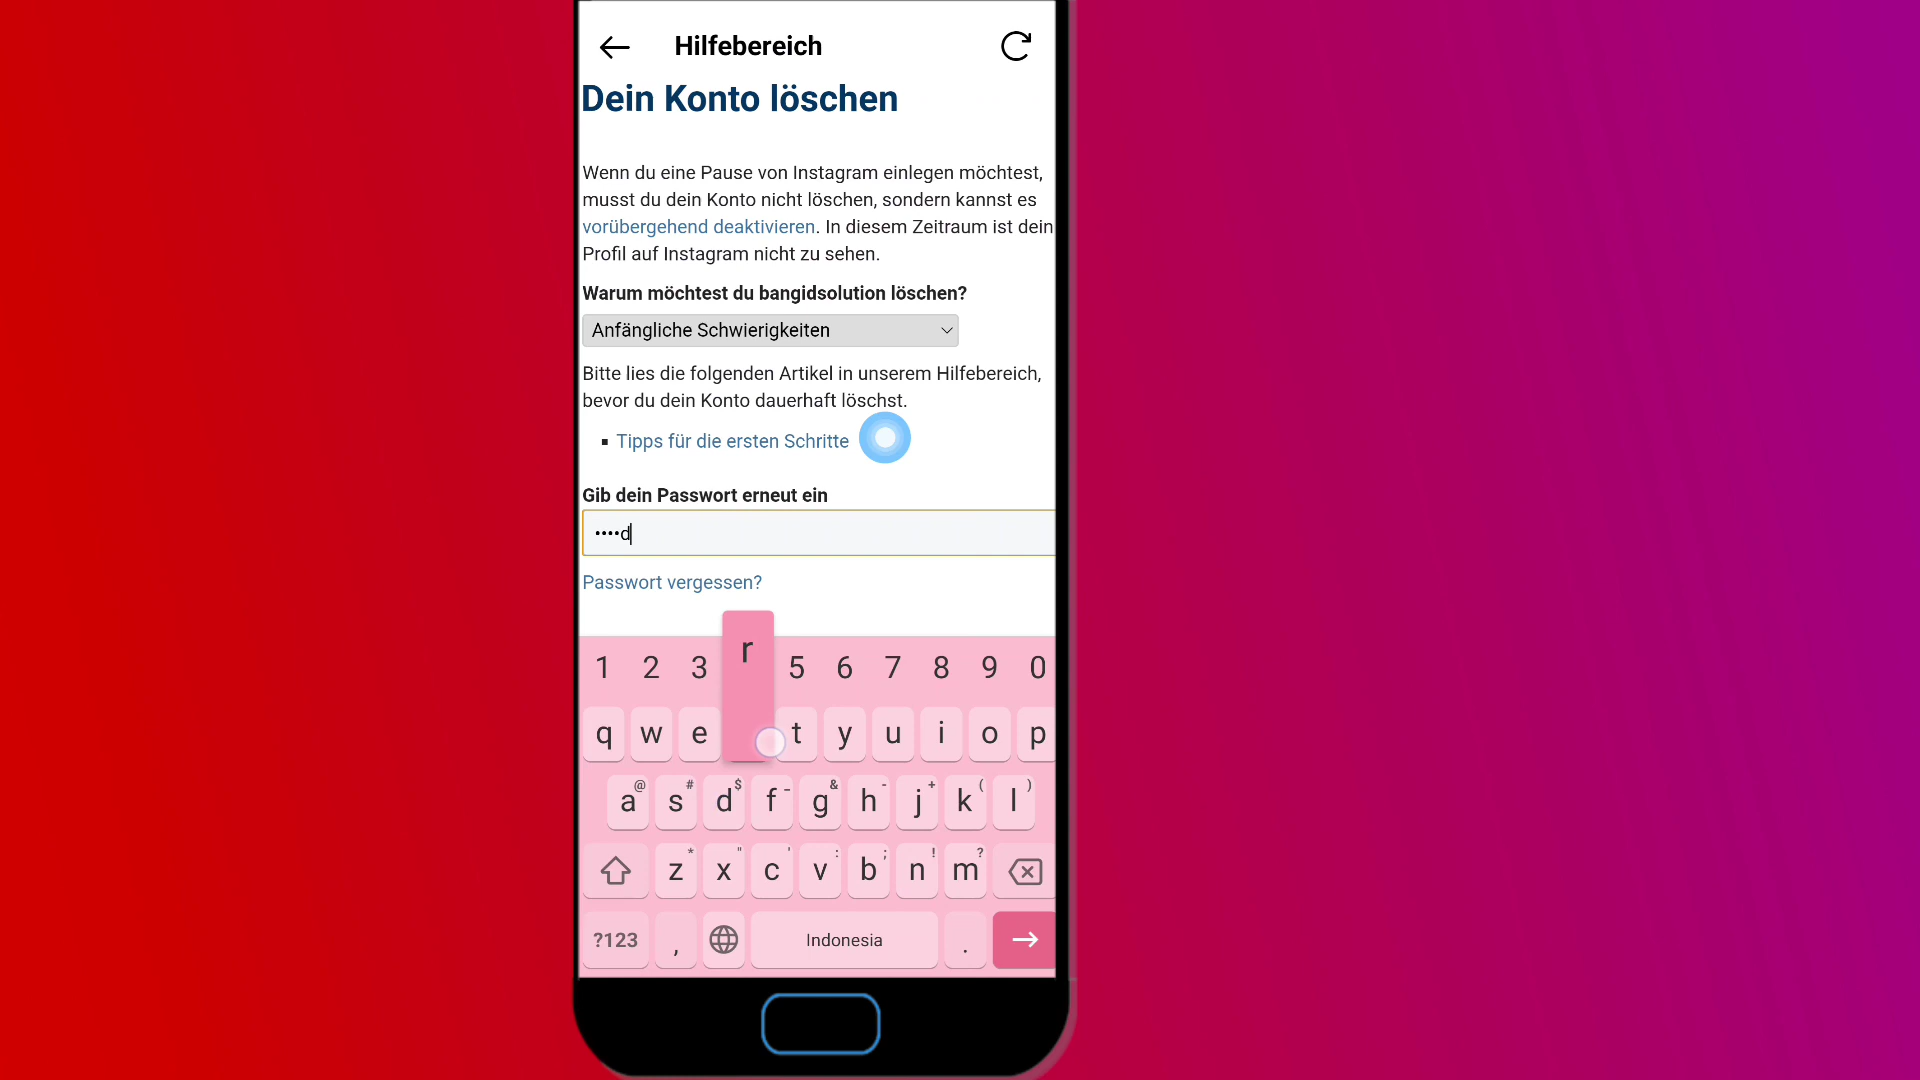 Hilfebereich
Dein Konto löschen
Wenn du eine Pause von Instagram einlegen möchtest,
musst du dein Konto nicht löschen, sondern kannst es
vorübergehend deaktivieren. In diesem Zeitraum ist dein
Profil auf Instagram nicht zu sehen.
Warum möchtest du bangidsolution löschen?
Anfängliche Schwierigkeiten
Bitte lies die folgenden Artikel in unserem Hilfebereich,
bevor du dein Konto dauerhaft löschst.
▪ Tipps für die ersten Schritte
Gib dein Passwort erneut ein
••••d
Passwort vergessen?
1 2 3 r 5 6 7 8 9 0
q w e t y u i o p
@ # $ _ & - + ( )
a s d f g h j k l
* " ' : ; ! ?
z x c v b n m
?123 , Indonesia .